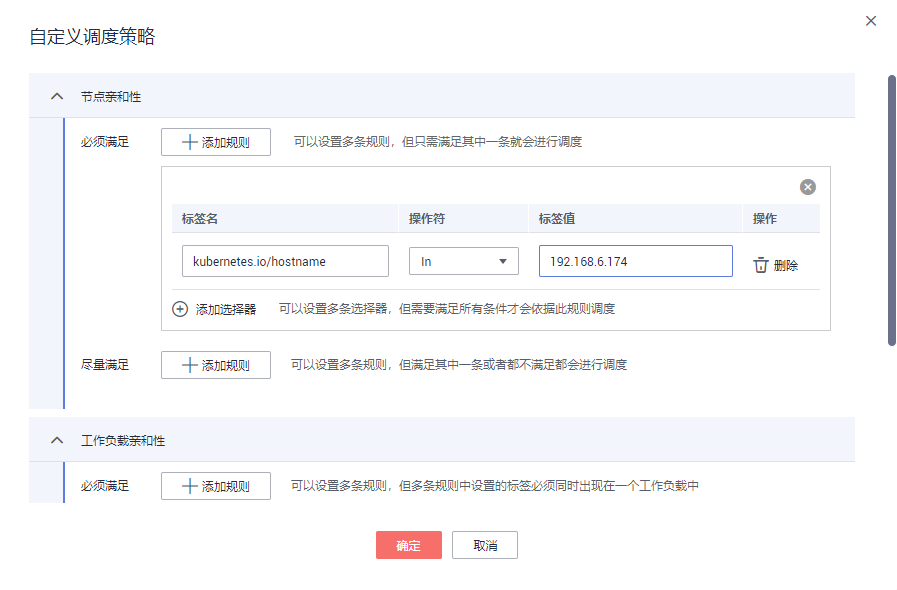 自定义调度策略
节点亲和性
必须满足 添加规则 可以设置多条规则，但只需满足其中一条就会进行调度
标签名 操作符 标签值 操作
kubernetes.io/hostname In 192.168.6.174 删除
添加选择器 可以设置多条选择器，但需要满足所有条件才会依据此规则调度
尽量满足 添加规则 可以设置多条规则，但满足其中一条或者都不满足都会进行调度
工作负载亲和性
必须满足 添加规则 可以设置多条规则，但多条规则中设置的标签必须同时出现在一个工作负载中
确定 取消